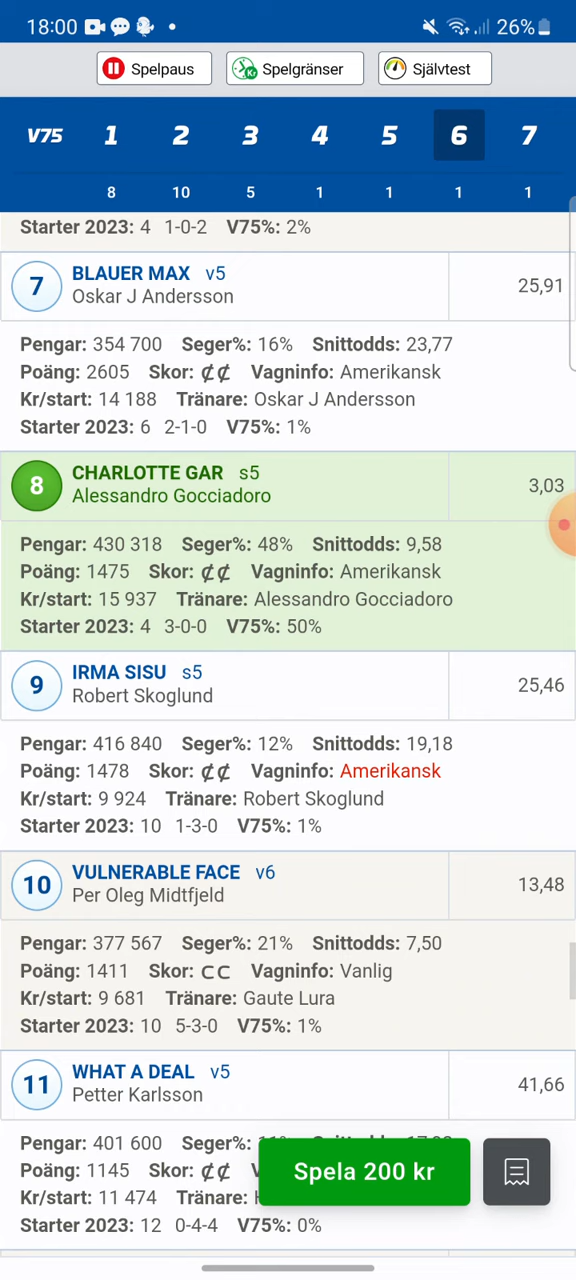 18:00 26%
Spelpaus Spelgränser Självtest
V75 1 2 3 4 5 6 7
8 10 5 1 1 1 1
Starter 2023: 4 1-0-2 V75%: 2%
7 BLAUER MAX v5 25,91
Oskar J Andersson
Pengar: 354 700 Seger%: 16% Snittodds: 23,77
Poäng: 2605 Skor: ȼȼ Vagninfo: Amerikansk
Kr/start: 14 188 Tränare: Oskar J Andersson
Starter 2023: 6 2-1-0 V75%: 1%
8 CHARLOTTE GAR s5 3,03
Alessandro Gocciadoro
Pengar: 430 318 Seger%: 48% Snittodds: 9,58
Poäng: 1475 Skor: ȼȼ Vagninfo: Amerikansk
Kr/start: 15 937 Tränare: Alessandro Gocciadoro
Starter 2023: 4 3-0-0 V75%: 50%
9 IRMA SISU s5 25,46
Robert Skoglund
Pengar: 416 840 Seger%: 12% Snittodds: 19,18
Poäng: 1478 Skor: ȼȼ Vagninfo: Amerikansk
Kr/start: 9 924 Tränare: Robert Skoglund
Starter 2023: 10 1-3-0 V75%: 1%
10 VULNERABLE FACE v6 13,48
Per Oleg Midtfjeld
Pengar: 377 567 Seger%: 21% Snittodds: 7,50
Poäng: 1411 Skor: CC Vagninfo: Vanlig
Kr/start: 9 681 Tränare: Gaute Lura
Starter 2023: 10 5-3-0 V75%: 1%
11 WHAT A DEAL v5 41,66
Petter Karlsson
Pengar: 401 600 Seger%:
Poäng: 1145 Skor: ȼȼ
Kr/start: 11 474 Tränare:
Starter 2023: 12 0-4-4 V75%: 0%
Spela 200 kr